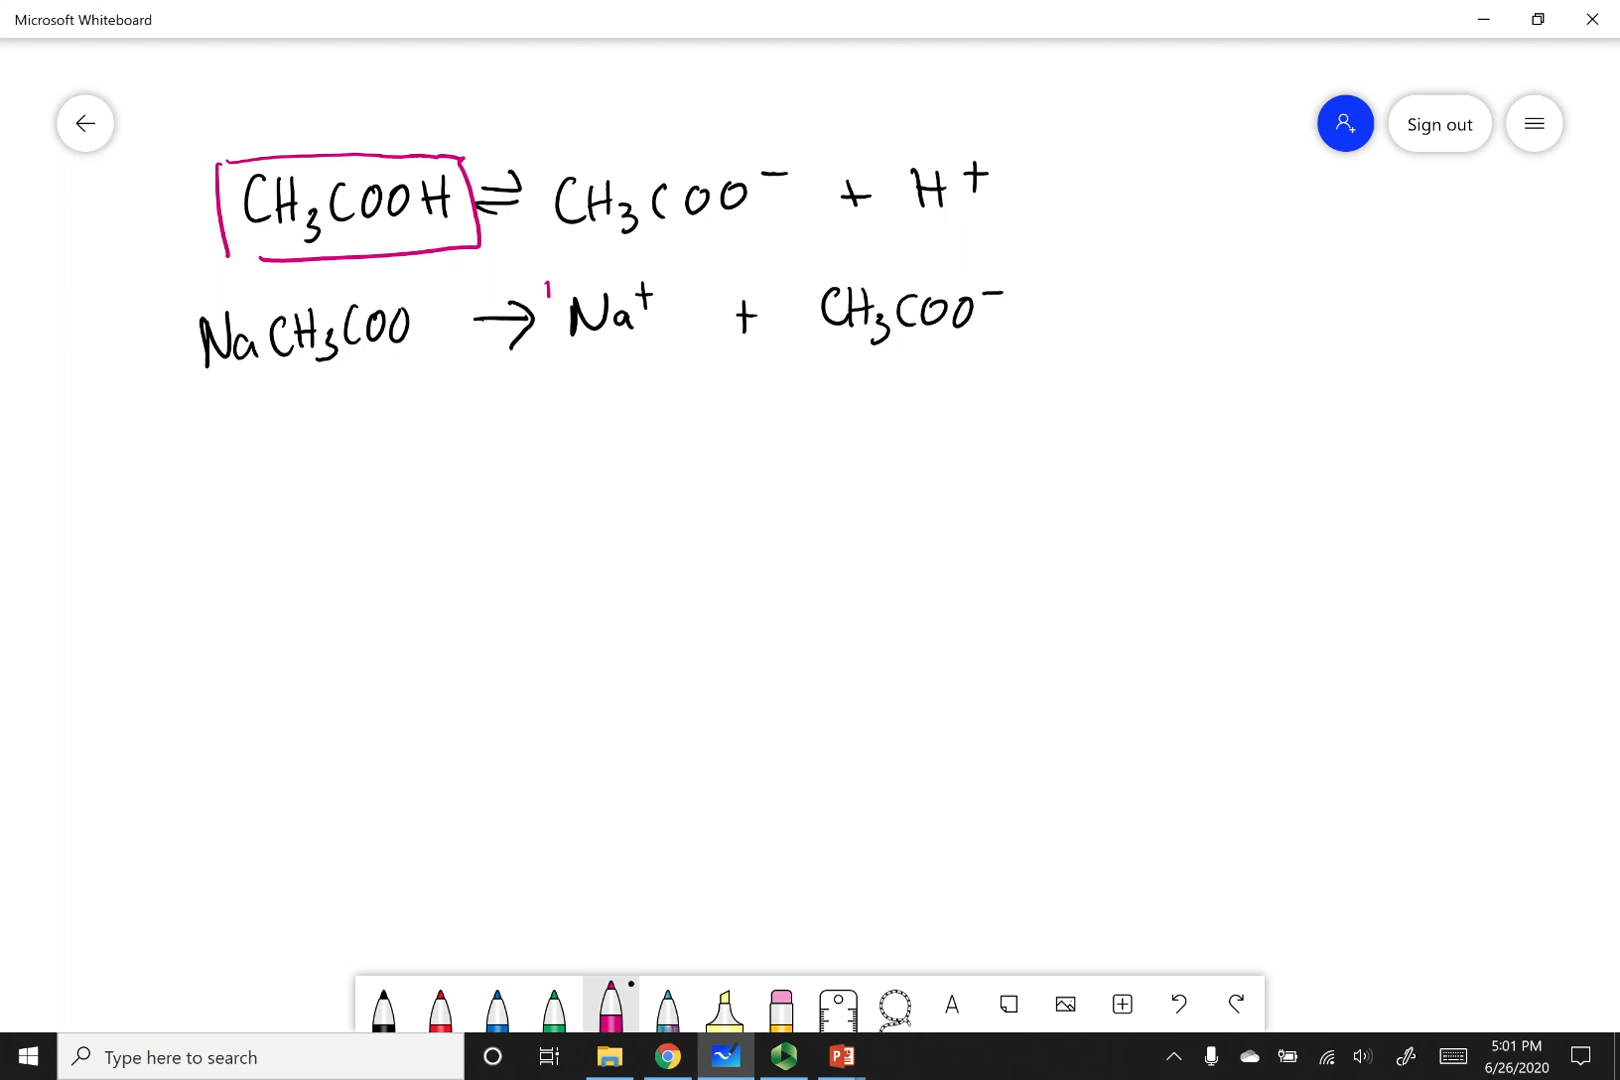 Microsoft Whiteboard
Sign out
CH₃COOH ⇌ CH₃COO⁻ + H⁺
NaCH₃COO → Na⁺ + CH₃COO⁻
A
Type here to search
5:01 PM
6/26/2020